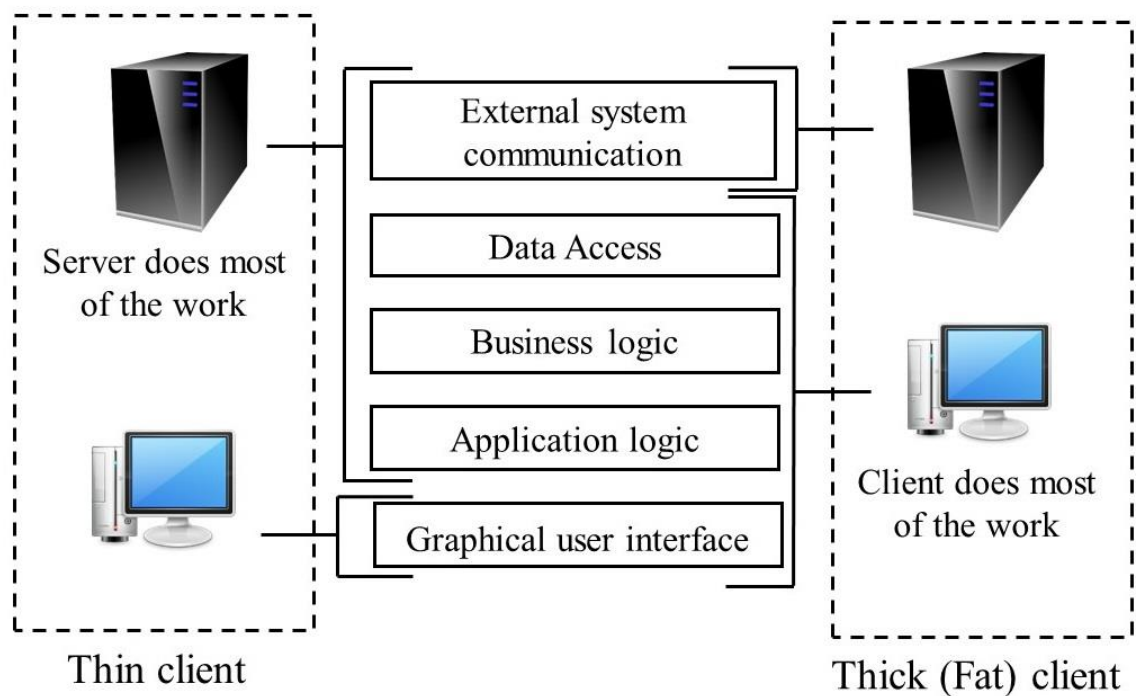 External system
communication
Data Access
Server does most
of the work
Business logic
Application logic
Client does most
of the work
Graphical user interface
Thin client
Thick (Fat) client